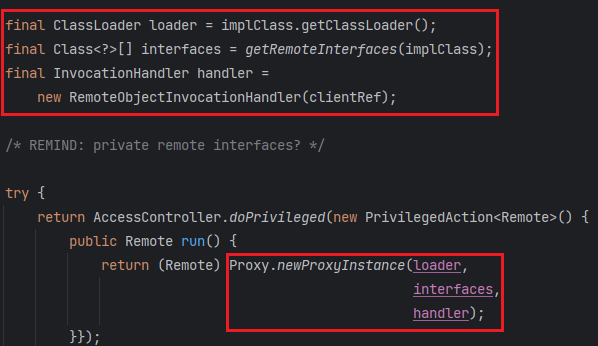 final ClassLoader loader = implClass.getClassLoader();
final Class<?>[] interfaces = getRemoteInterfaces(implClass);
final InvocationHandler handler =
    new RemoteObjectInvocationHandler(clientRef);
/* REMIND: private remote interfaces? */
try {
    return AccessController.doPrivileged(new PrivilegedAction<Remote>() {
        public Remote run() {
            return (Remote) Proxy.newProxyInstance(loader,
                                                   interfaces,
                                                   handler);
        }});